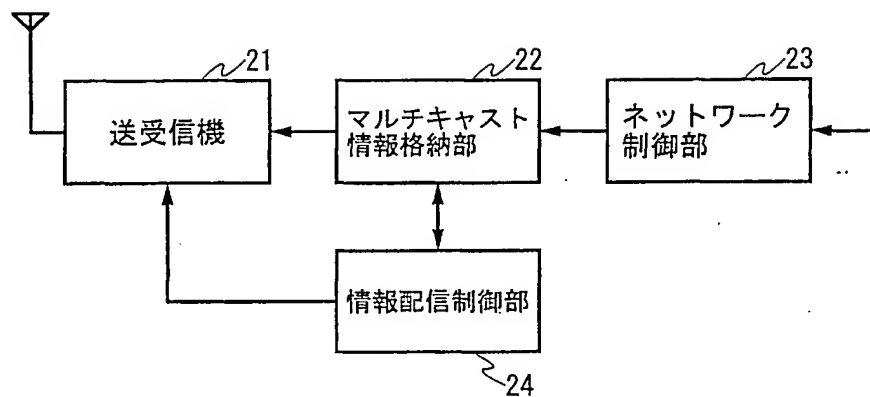 21
送受信機
22
マルチキャスト
情報格納部
23
ネットワーク
制御部
情報配信制御部
24